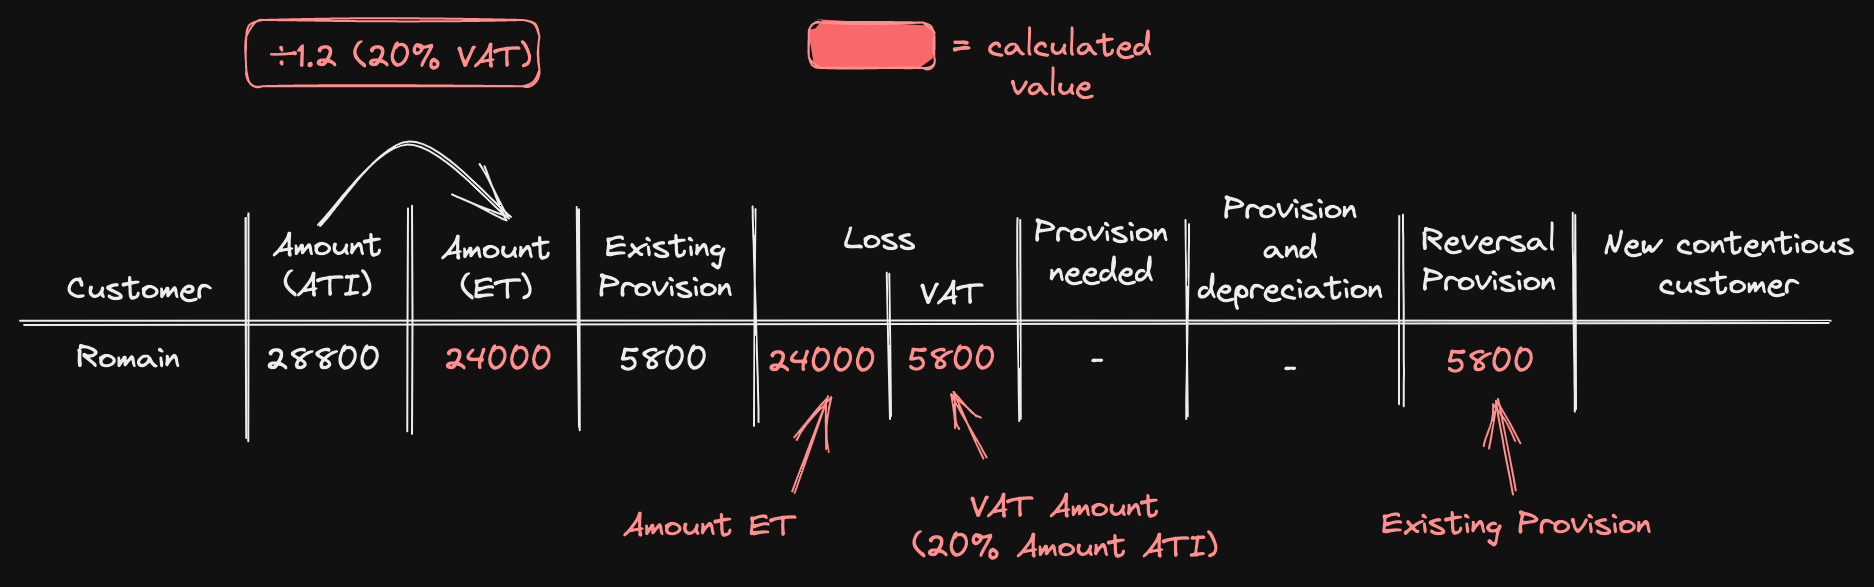 ÷1.2 (20% VAT)
= calculated
value
Customer
Amount
(ATI)
Amount
(ET)
Existing
Provision
Loss
VAT
Provision
needed
Provision
and
depreciation
Reversal
Provision
New contentious
customer
Romain
28800
24000
5800
24000
5800
-
-
5800
Amount ET
VAT Amount
(20% Amount ATI)
Existing Provision